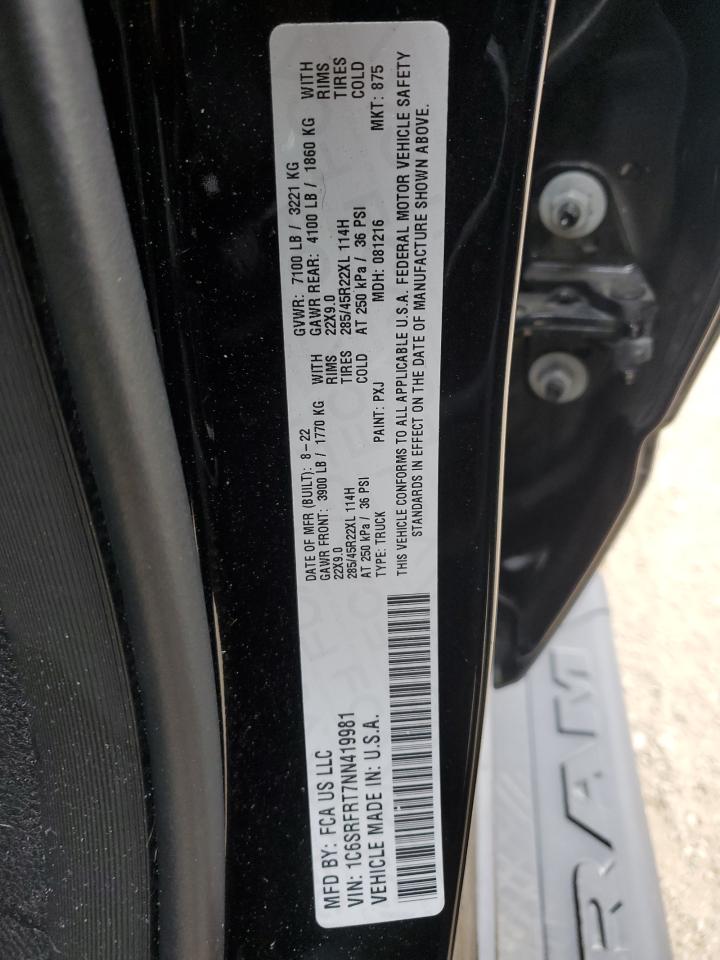 MFD BY: FCA US LLC
VIN: 1C6SRFRT7NN419981
VEHICLE MADE IN: U.S.A.
DATE OF MFR (BUILT): 8-22 GVWR: 7100 LB / 3221 KG
GAWR FRONT: 3900 LB / 1770 KG WITH GAWR REAR: 4100 LB / 1860 KG WITH
22X9.0 RIMS 22X9.0 RIMS
285/45R22XL 114H TIRES 285/45R22XL 114H TIRES
AT 250 kPa / 36 PSI COLD AT 250 kPa / 36 PSI COLD
TYPE: TRUCK PAINT: PXJ MDH: 081216 MKT: 875
THIS VEHICLE CONFORMS TO ALL APPLICABLE U.S.A. FEDERAL MOTOR VEHICLE SAFETY
STANDARDS IN EFFECT ON THE DATE OF MANUFACTURE SHOWN ABOVE.
RAM